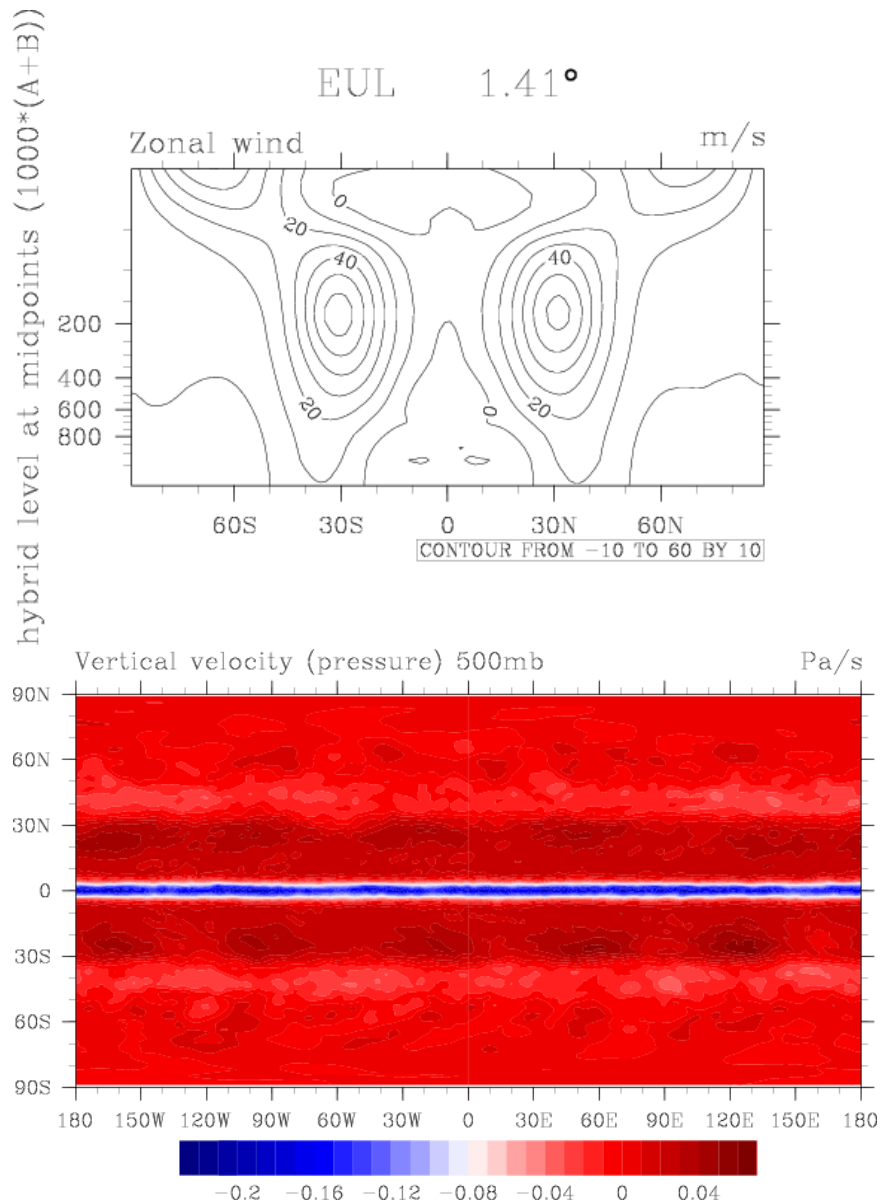 hybrid level at midpoints (1000*(A+B))
EUL 1.41°
Zonal wind m/s
0
20
40 40
200
400
20 20
600
0
800
60S 30S 0 30N 60N
CONTOUR FROM -10 TO 60 BY 10
Vertical velocity (pressure) 500mb Pa/s
90N
60N
30N
0
30S
60S
90S
180 150W 120W 90W 60W 30W 0 30E 60E 90E 120E 150E 180
-0.2 -0.16 -0.12 -0.08 -0.04 0 0.04